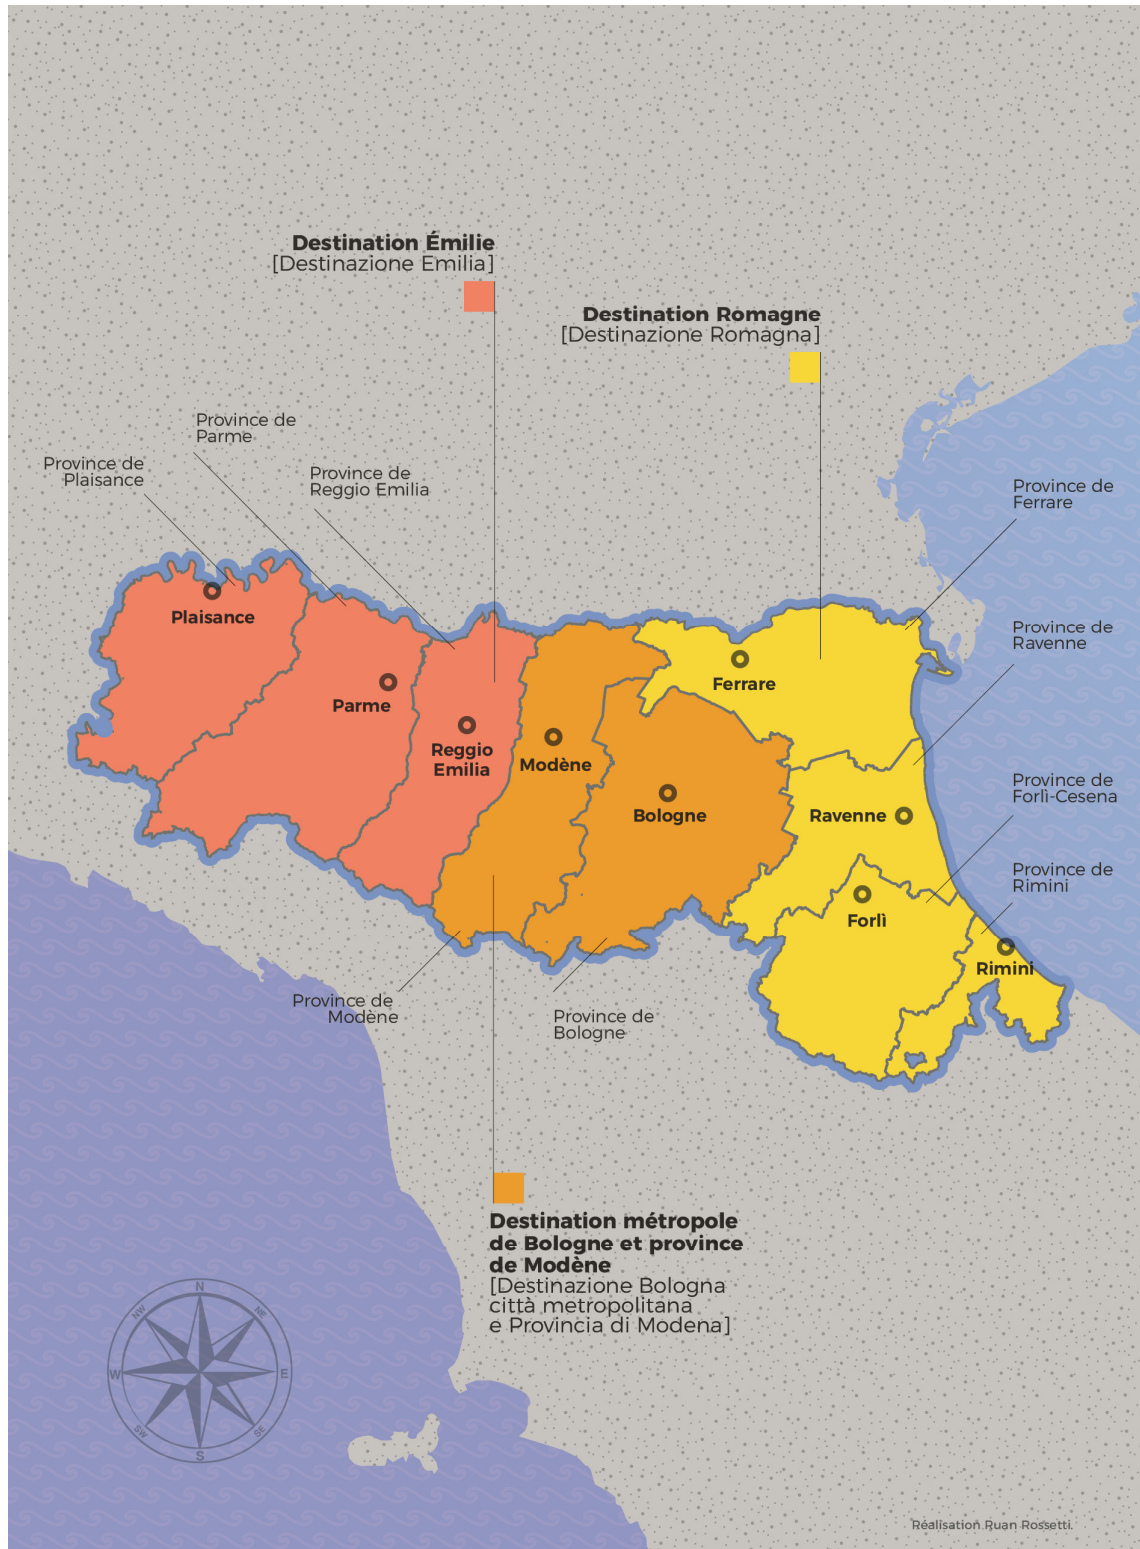 Destination Émilie
[Destinazione Emilia]
Destination Romagne
[Destinazione Romagna]
Province de
Parme
Province de
Plaisance
Province de
Reggio Emilia
Province de
Ferrare
Province de
Ravenne
Province de
Forlì-Cesena
Province de
Rimini
Plaisance
Parme
Reggio
Emilia
Modène
Bologne
Ferrare
Ravenne
Forlì
Rimini
Province de
Modène
Province de
Bologne
Destination métropole
de Bologne et province
de Modène
[Destinazione Bologna
città metropolitana
e Provincia di Modena]
N
NE
E
SE
S
SW
W
NW
Réalisation Ruan Rossetti.